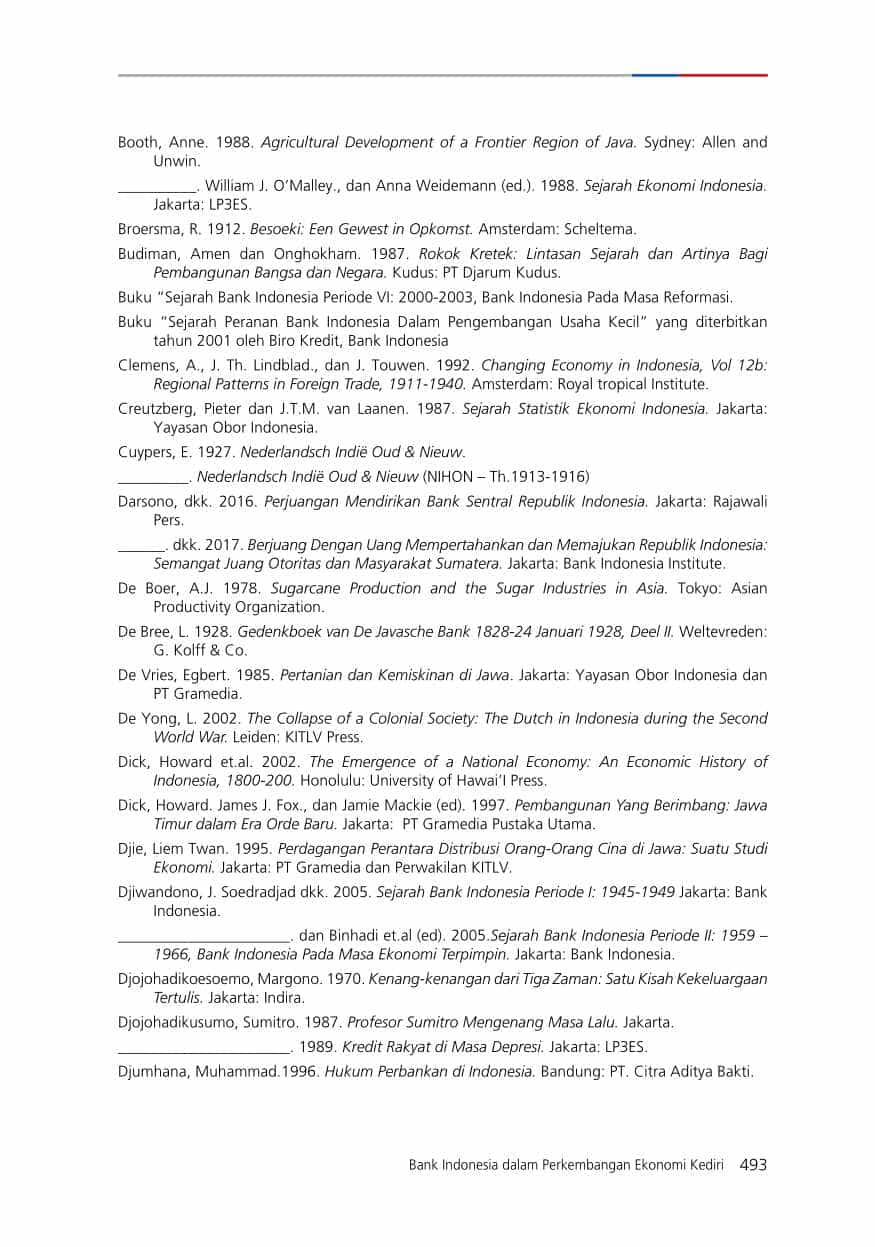 Booth, Anne. 1988. Agricultural Development of a Frontier Region of Java. Sydney: Allen and
Unwin.
__________. William J. O’Malley., dan Anna Weidemann (ed.). 1988. Sejarah Ekonomi Indonesia.
Jakarta: LP3ES.
Broersma, R. 1912. Besoeki: Een Gewest in Opkomst. Amsterdam: Scheltema.
Budiman, Amen dan Onghokham. 1987. Rokok Kretek: Lintasan Sejarah dan Artinya Bagi
Pembangunan Bangsa dan Negara. Kudus: PT Djarum Kudus.
Buku “Sejarah Bank Indonesia Periode VI: 2000-2003, Bank Indonesia Pada Masa Reformasi.
Buku “Sejarah Peranan Bank Indonesia Dalam Pengembangan Usaha Kecil” yang diterbitkan
tahun 2001 oleh Biro Kredit, Bank Indonesia
Clemens, A., J. Th. Lindblad., dan J. Touwen. 1992. Changing Economy in Indonesia, Vol 12b:
Regional Patterns in Foreign Trade, 1911-1940. Amsterdam: Royal tropical Institute.
Creutzberg, Pieter dan J.T.M. van Laanen. 1987. Sejarah Statistik Ekonomi Indonesia. Jakarta:
Yayasan Obor Indonesia.
Cuypers, E. 1927. Nederlandsch Indië Oud & Nieuw.
_________. Nederlandsch Indië Oud & Nieuw (NIHON – Th.1913-1916)
Darsono, dkk. 2016. Perjuangan Mendirikan Bank Sentral Republik Indonesia. Jakarta: Rajawali
Pers.
______. dkk. 2017. Berjuang Dengan Uang Mempertahankan dan Memajukan Republik Indonesia:
Semangat Juang Otoritas dan Masyarakat Sumatera. Jakarta: Bank Indonesia Institute.
De Boer, A.J. 1978. Sugarcane Production and the Sugar Industries in Asia. Tokyo: Asian
Productivity Organization.
De Bree, L. 1928. Gedenkboek van De Javasche Bank 1828-24 Januari 1928, Deel II. Weltevreden:
G. Kolff & Co.
De Vries, Egbert. 1985. Pertanian dan Kemiskinan di Jawa. Jakarta: Yayasan Obor Indonesia dan
PT Gramedia.
De Yong, L. 2002. The Collapse of a Colonial Society: The Dutch in Indonesia during the Second
World War. Leiden: KITLV Press.
Dick, Howard et.al. 2002. The Emergence of a National Economy: An Economic History of
Indonesia, 1800-200. Honolulu: University of Hawai’I Press.
Dick, Howard. James J. Fox., dan Jamie Mackie (ed). 1997. Pembangunan Yang Berimbang: Jawa
Timur dalam Era Orde Baru. Jakarta:  PT Gramedia Pustaka Utama.
Djie, Liem Twan. 1995. Perdagangan Perantara Distribusi Orang-Orang Cina di Jawa: Suatu Studi
Ekonomi. Jakarta: PT Gramedia dan Perwakilan KITLV.
Djiwandono, J. Soedradjad dkk. 2005. Sejarah Bank Indonesia Periode I: 1945-1949 Jakarta: Bank
Indonesia.
______________________. dan Binhadi et.al (ed). 2005.Sejarah Bank Indonesia Periode II: 1959 –
1966, Bank Indonesia Pada Masa Ekonomi Terpimpin. Jakarta: Bank Indonesia.
Djojohadikoesoemo, Margono. 1970. Kenang-kenangan dari Tiga Zaman: Satu Kisah Kekeluargaan
Tertulis. Jakarta: Indira.
Djojohadikusumo, Sumitro. 1987. Profesor Sumitro Mengenang Masa Lalu. Jakarta.
______________________. 1989. Kredit Rakyat di Masa Depresi. Jakarta: LP3ES.
Djumhana, Muhammad.1996. Hukum Perbankan di Indonesia. Bandung: PT. Citra Aditya Bakti.
Bank Indonesia dalam Perkembangan Ekonomi Kediri 493